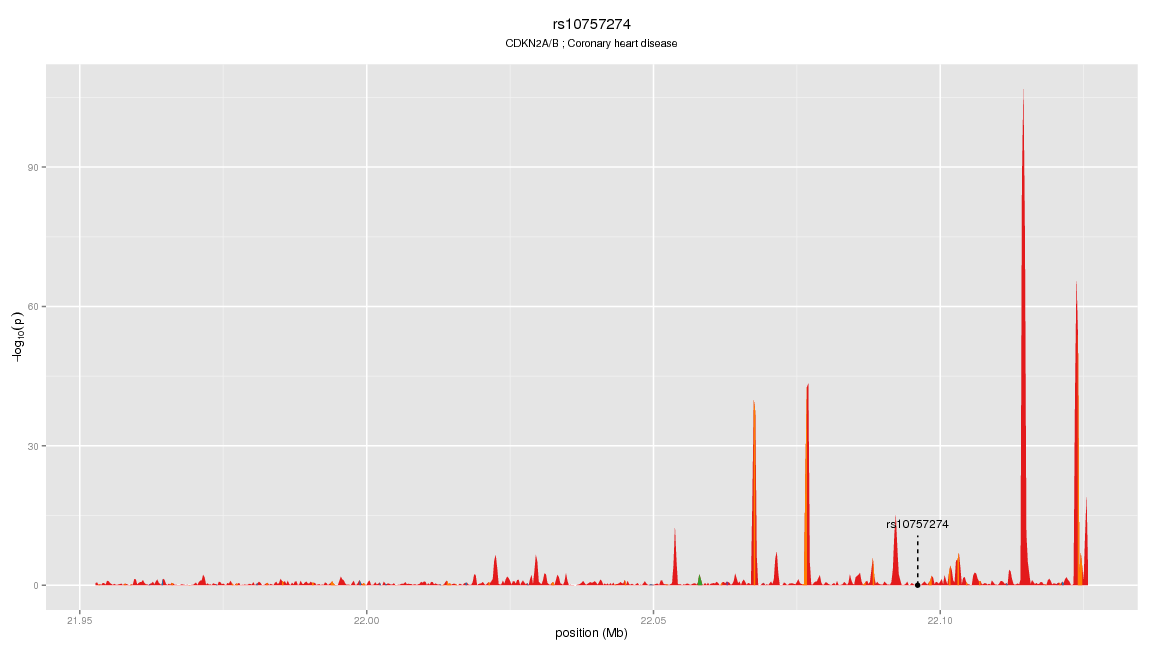 rs10757274
CDKN2A/B ; Coronary heart disease
−log10(p)
90
60
30
0
rs10757274
21.95
22.00
22.05
22.10
position (Mb)